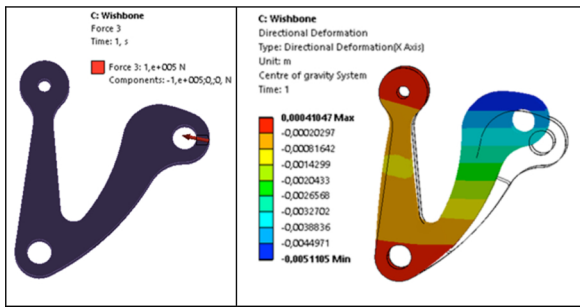 C: Wishbone
Force 3
Time: 1, s
Force 3: 1,e+005 N
Components: -1,e+005;0,;0, N
C: Wishbone
Directional Deformation
Type: Directional Deformation(X Axis)
Unit: m
Centre of gravity System
Time: 1
0,00041047 Max
-0,00020297
-0,00081642
-0,0014299
-0,0020433
-0,0026568
-0,0032702
-0,0038836
-0,0044971
-0,0051105 Min